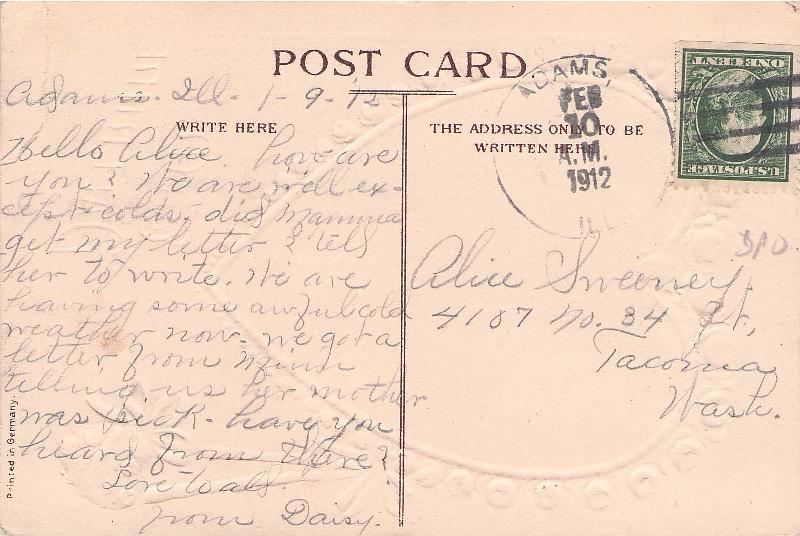 POST CARD
Adams. Ill. 1-9-12
WRITE HERE
Hello Alice. how are
you? We are well ex-
cept colds. did Mamma
get my letter? tell
her to write. We are
having some awful cold
weather now. we got a
letter from Minn
telling us her mother
was sick - have you
heard from there?
Love to all.
from Daisy.
Printed in Germany.
THE ADDRESS ONLY TO BE
WRITTEN HERE
ADAMS,
FEB
10
A.M.
1912
ILL
U.S.POSTAGE
ONE CENT
Alice Sweeney.
4187 No. 34 St,
Tacoma
Wash.